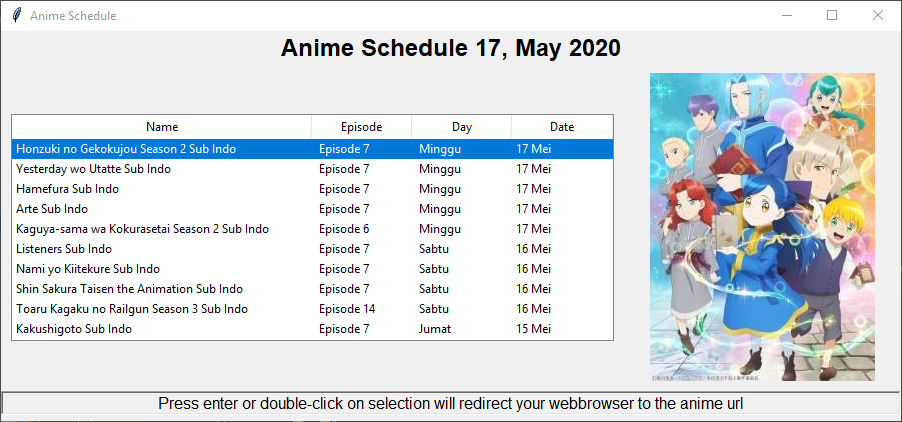 Anime Schedule
Anime Schedule 17, May 2020
Name Episode Day Date
Honzuki no Gekokujou Season 2 Sub Indo Episode 7 Minggu 17 Mei
Yesterday wo Utatte Sub Indo Episode 7 Minggu 17 Mei
Hamefura Sub Indo Episode 7 Minggu 17 Mei
Arte Sub Indo Episode 7 Minggu 17 Mei
Kaguya-sama wa Kokurasetai Season 2 Sub Indo Episode 6 Minggu 17 Mei
Listeners Sub Indo Episode 7 Sabtu 16 Mei
Nami yo Kiitekure Sub Indo Episode 7 Sabtu 16 Mei
Shin Sakura Taisen the Animation Sub Indo Episode 7 Sabtu 16 Mei
Toaru Kagaku no Railgun Season 3 Sub Indo Episode 14 Sabtu 16 Mei
Kakushigoto Sub Indo Episode 7 Jumat 15 Mei
Press enter or double-click on selection will redirect your webbrowser to the anime url